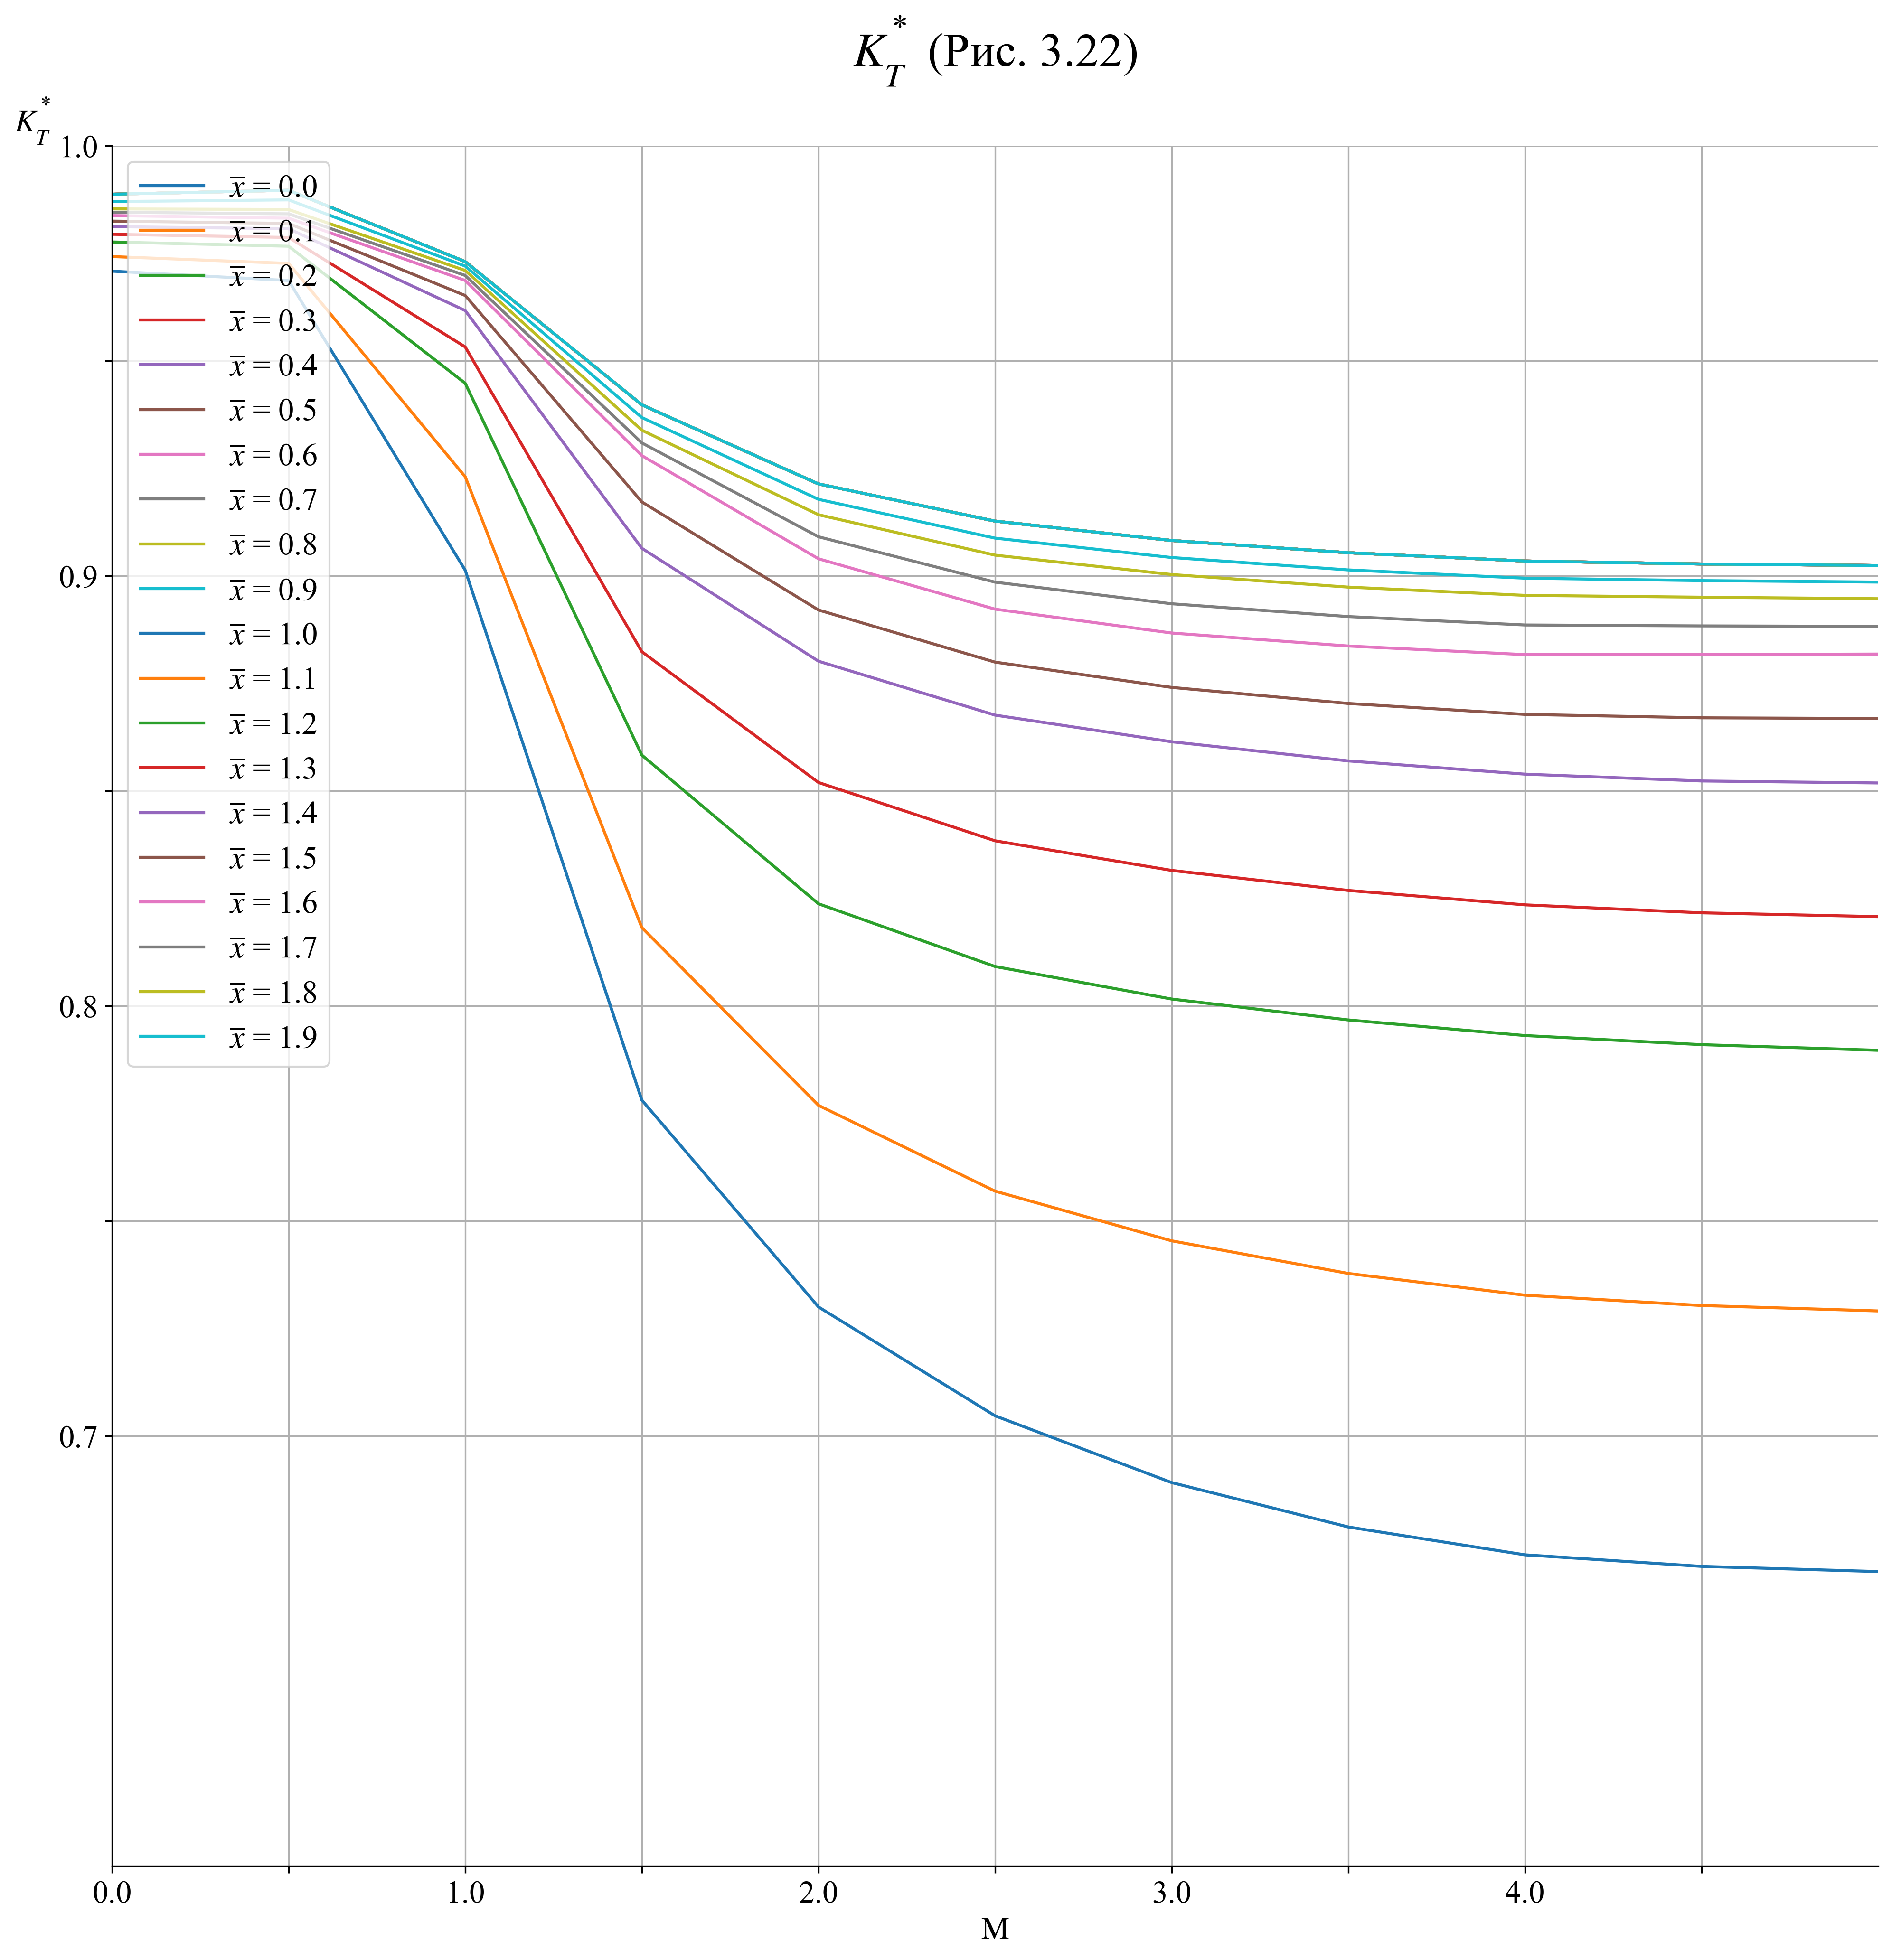 K*T (Рис. 3.22)
K*T
1.0
0.9
0.8
0.7
x̄ = 0.0
x̄ = 0.1
x̄ = 0.2
x̄ = 0.3
x̄ = 0.4
x̄ = 0.5
x̄ = 0.6
x̄ = 0.7
x̄ = 0.8
x̄ = 0.9
x̄ = 1.0
x̄ = 1.1
x̄ = 1.2
x̄ = 1.3
x̄ = 1.4
x̄ = 1.5
x̄ = 1.6
x̄ = 1.7
x̄ = 1.8
x̄ = 1.9
0.0 1.0 2.0 3.0 4.0
М